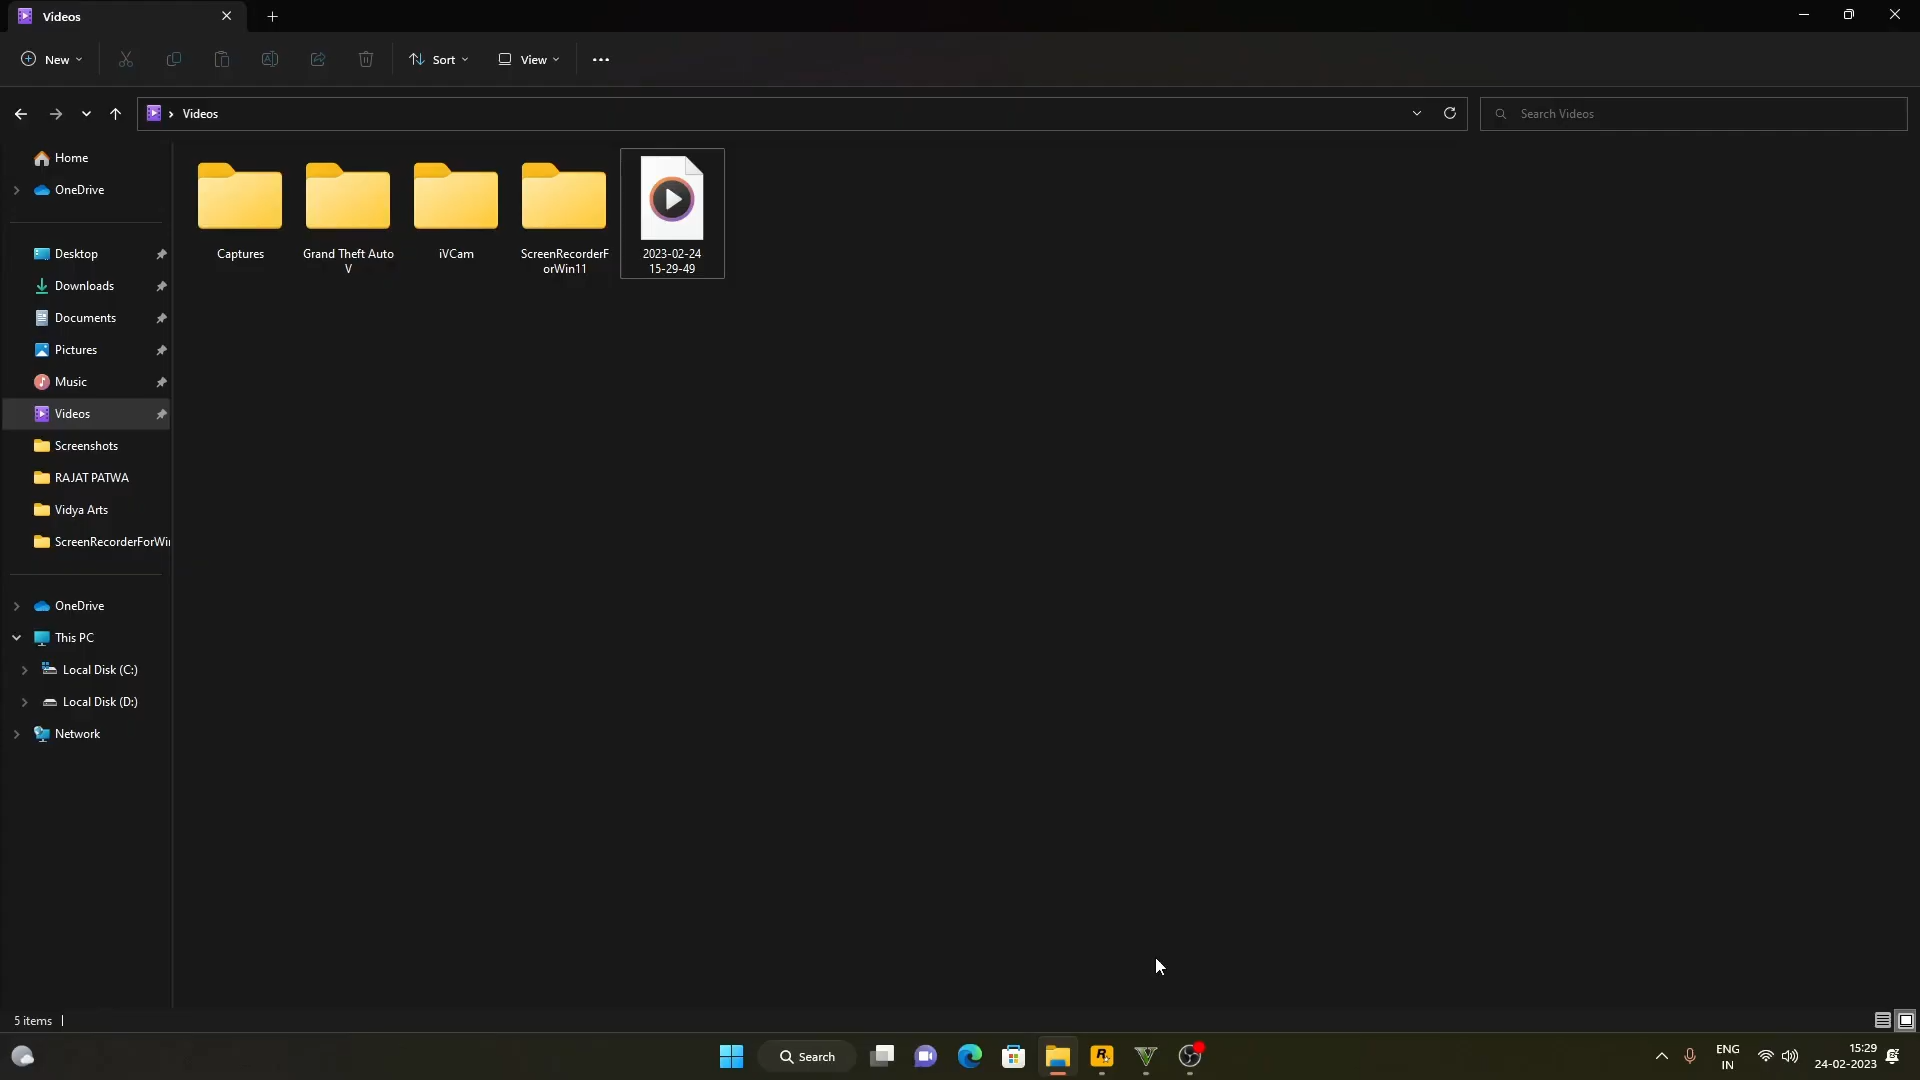 Videos
New
Sort
View
Videos
Search Videos
Home
OneDrive
Desktop
Downloads
Documents
Pictures
Music
Videos
Screenshots
RAJAT PATWA
Vidya Arts
ScreenRecorderForWi
OneDrive
This PC
Local Disk (C:)
Local Disk (D:)
Network
Captures
Grand Theft Auto
V
iVCam
ScreenRecorderF
orWin11
2023-02-24
15-29-49
5 items
Search
ENG
IN
15:29
24-02-2023